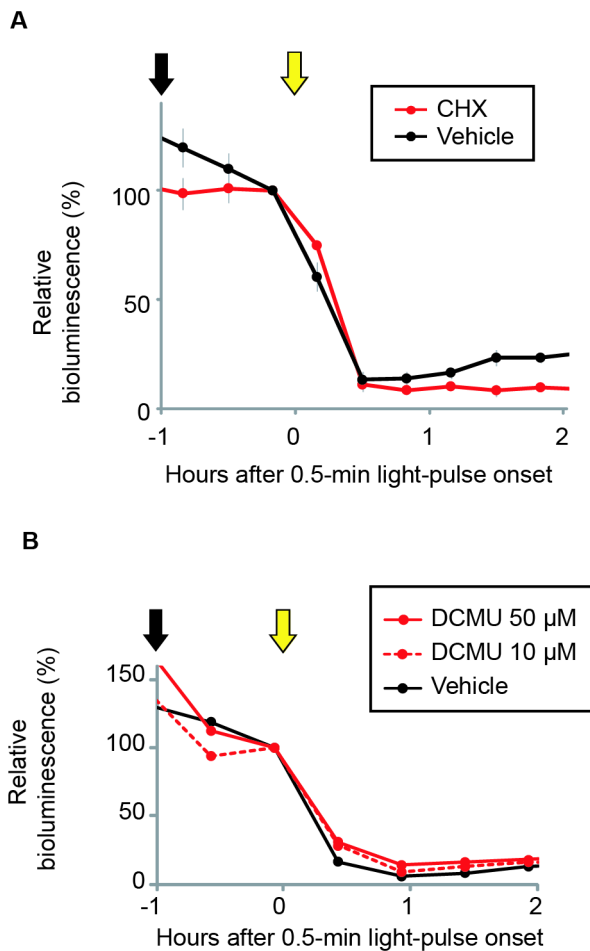 A
CHX
Vehicle
Relative
bioluminescence (%)
100
50
0
-1
0
1
2
Hours after 0.5-min light-pulse onset
B
DCMU 50 µM
DCMU 10 µM
Vehicle
Relative
bioluminescence (%)
150
100
50
0
-1
0
1
2
Hours after 0.5-min light-pulse onset